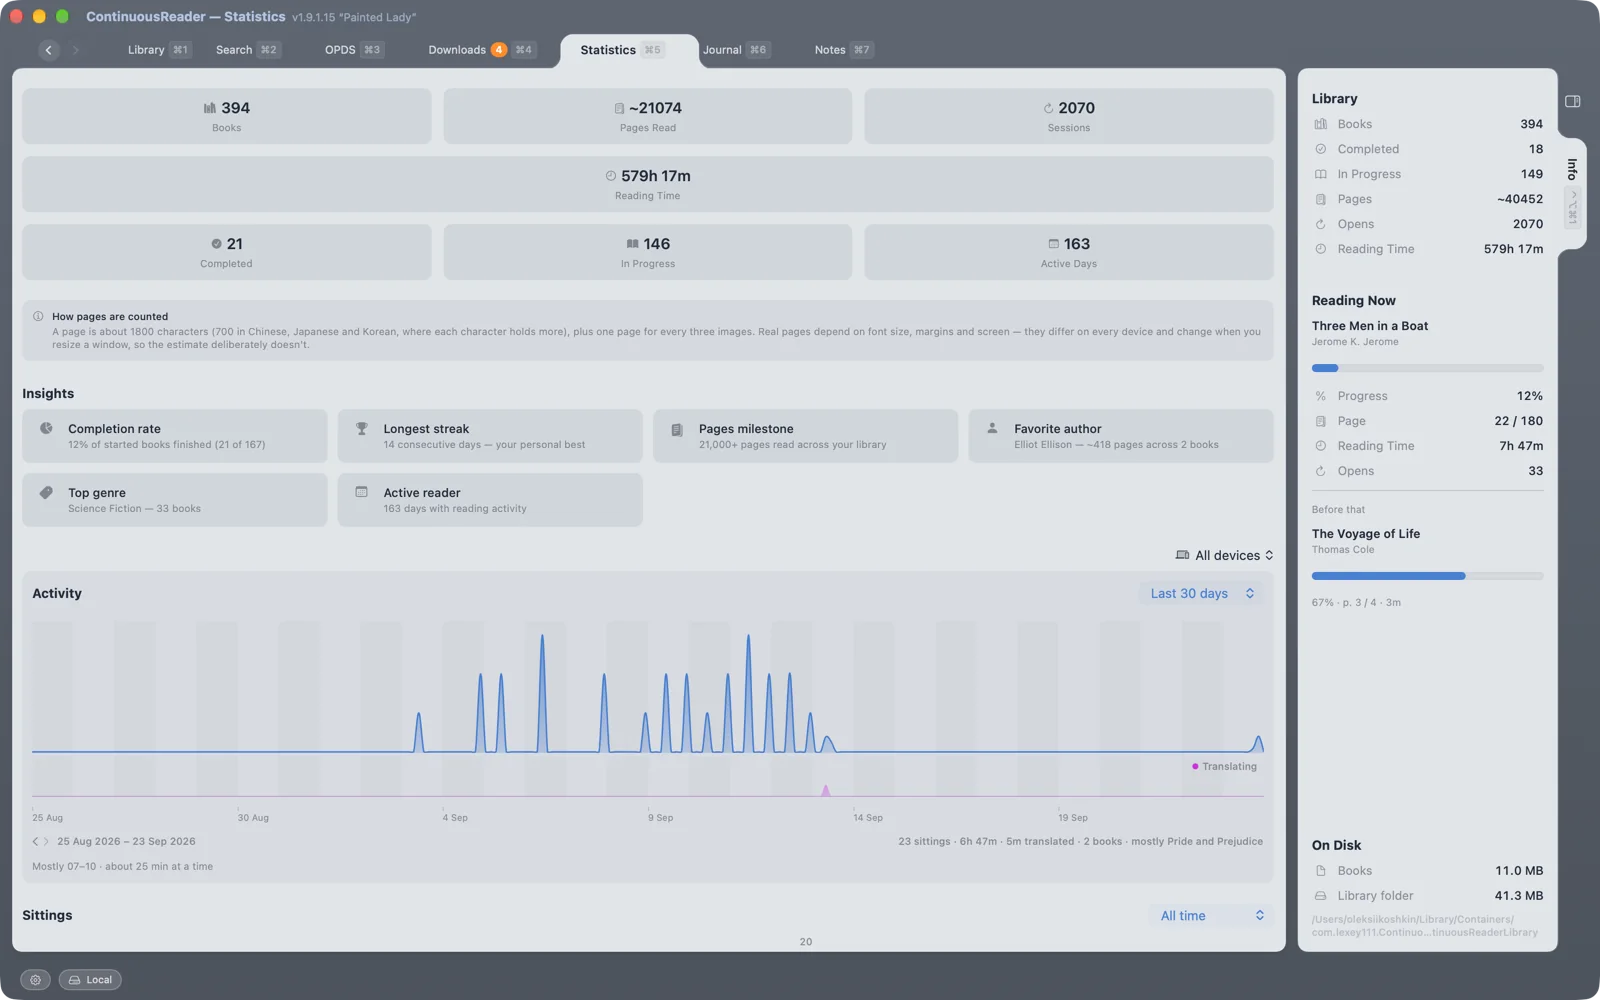 ContinuousReader — Statistics v1.9.1.15 "Painted Lady"
Library ⌘1 Search ⌘2 OPDS ⌘3 Downloads 4 ⌘4 Statistics ⌘5 Journal ⌘6 Notes ⌘7
394
Books
~21074
Pages Read
2070
Sessions
579h 17m
Reading Time
21
Completed
146
In Progress
163
Active Days
How pages are counted
A page is about 1800 characters (700 in Chinese, Japanese and Korean, where each character holds more), plus one page for every three images. Real pages depend on font size, margins and screen — they differ on every device and change when you
resize a window, so the estimate deliberately doesn't.
Insights
Completion rate
12% of started books finished (21 of 167)
Longest streak
14 consecutive days — your personal best
Pages milestone
21,000+ pages read across your library
Favorite author
Elliot Ellison — ~418 pages across 2 books
Top genre
Science Fiction — 33 books
Active reader
163 days with reading activity
All devices
Activity
Last 30 days
Translating
25 Aug 30 Aug 4 Sep 9 Sep 14 Sep 19 Sep
25 Aug 2026 – 23 Sep 2026
23 sittings · 6h 47m · 5m translated · 2 books · mostly Pride and Prejudice
Mostly 07–10 · about 25 min at a time
Sittings
All time
20
Library
Books 394
Completed 18
In Progress 149
Pages ~40452
Opens 2070
Reading Time 579h 17m
Reading Now
Three Men in a Boat
Jerome K. Jerome
% Progress 12%
Page 22 / 180
Reading Time 7h 47m
Opens 33
Before that
The Voyage of Life
Thomas Cole
67% · p. 3 / 4 · 3m
On Disk
Books 11.0 MB
Library folder 41.3 MB
/Users/oleksiikoshkin/Library/Containers/
com.lexey111.Continuo...tinuousReaderLibrary
Info
^⌥⌘1
Local